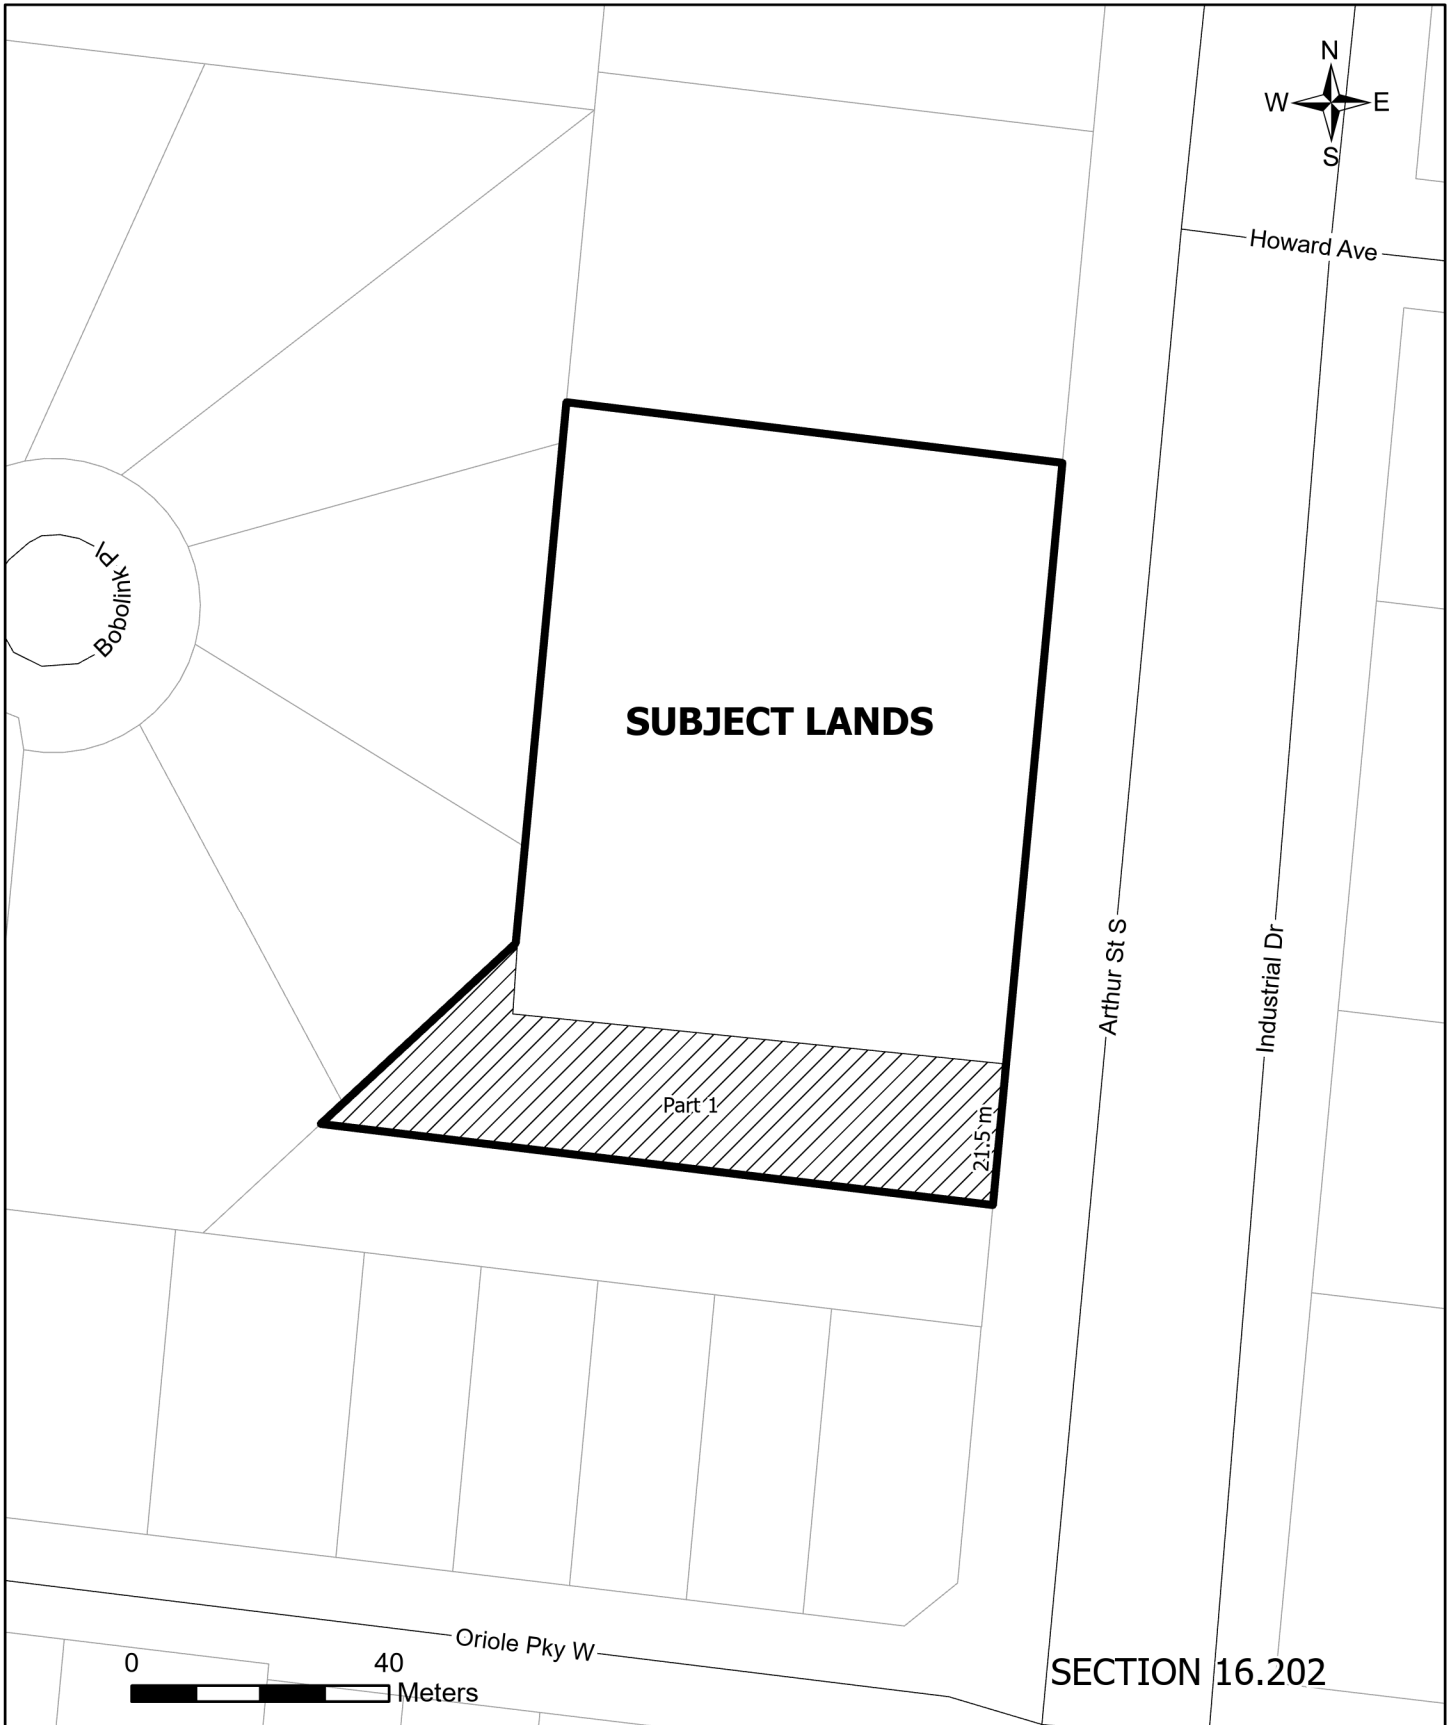 N
W E
S
Howard Ave
Bobolink Pl
SUBJECT LANDS
Arthur St S
Industrial Dr
Part 1
21.5 m
Oriole Pky W
0 40
Meters
SECTION 16.202